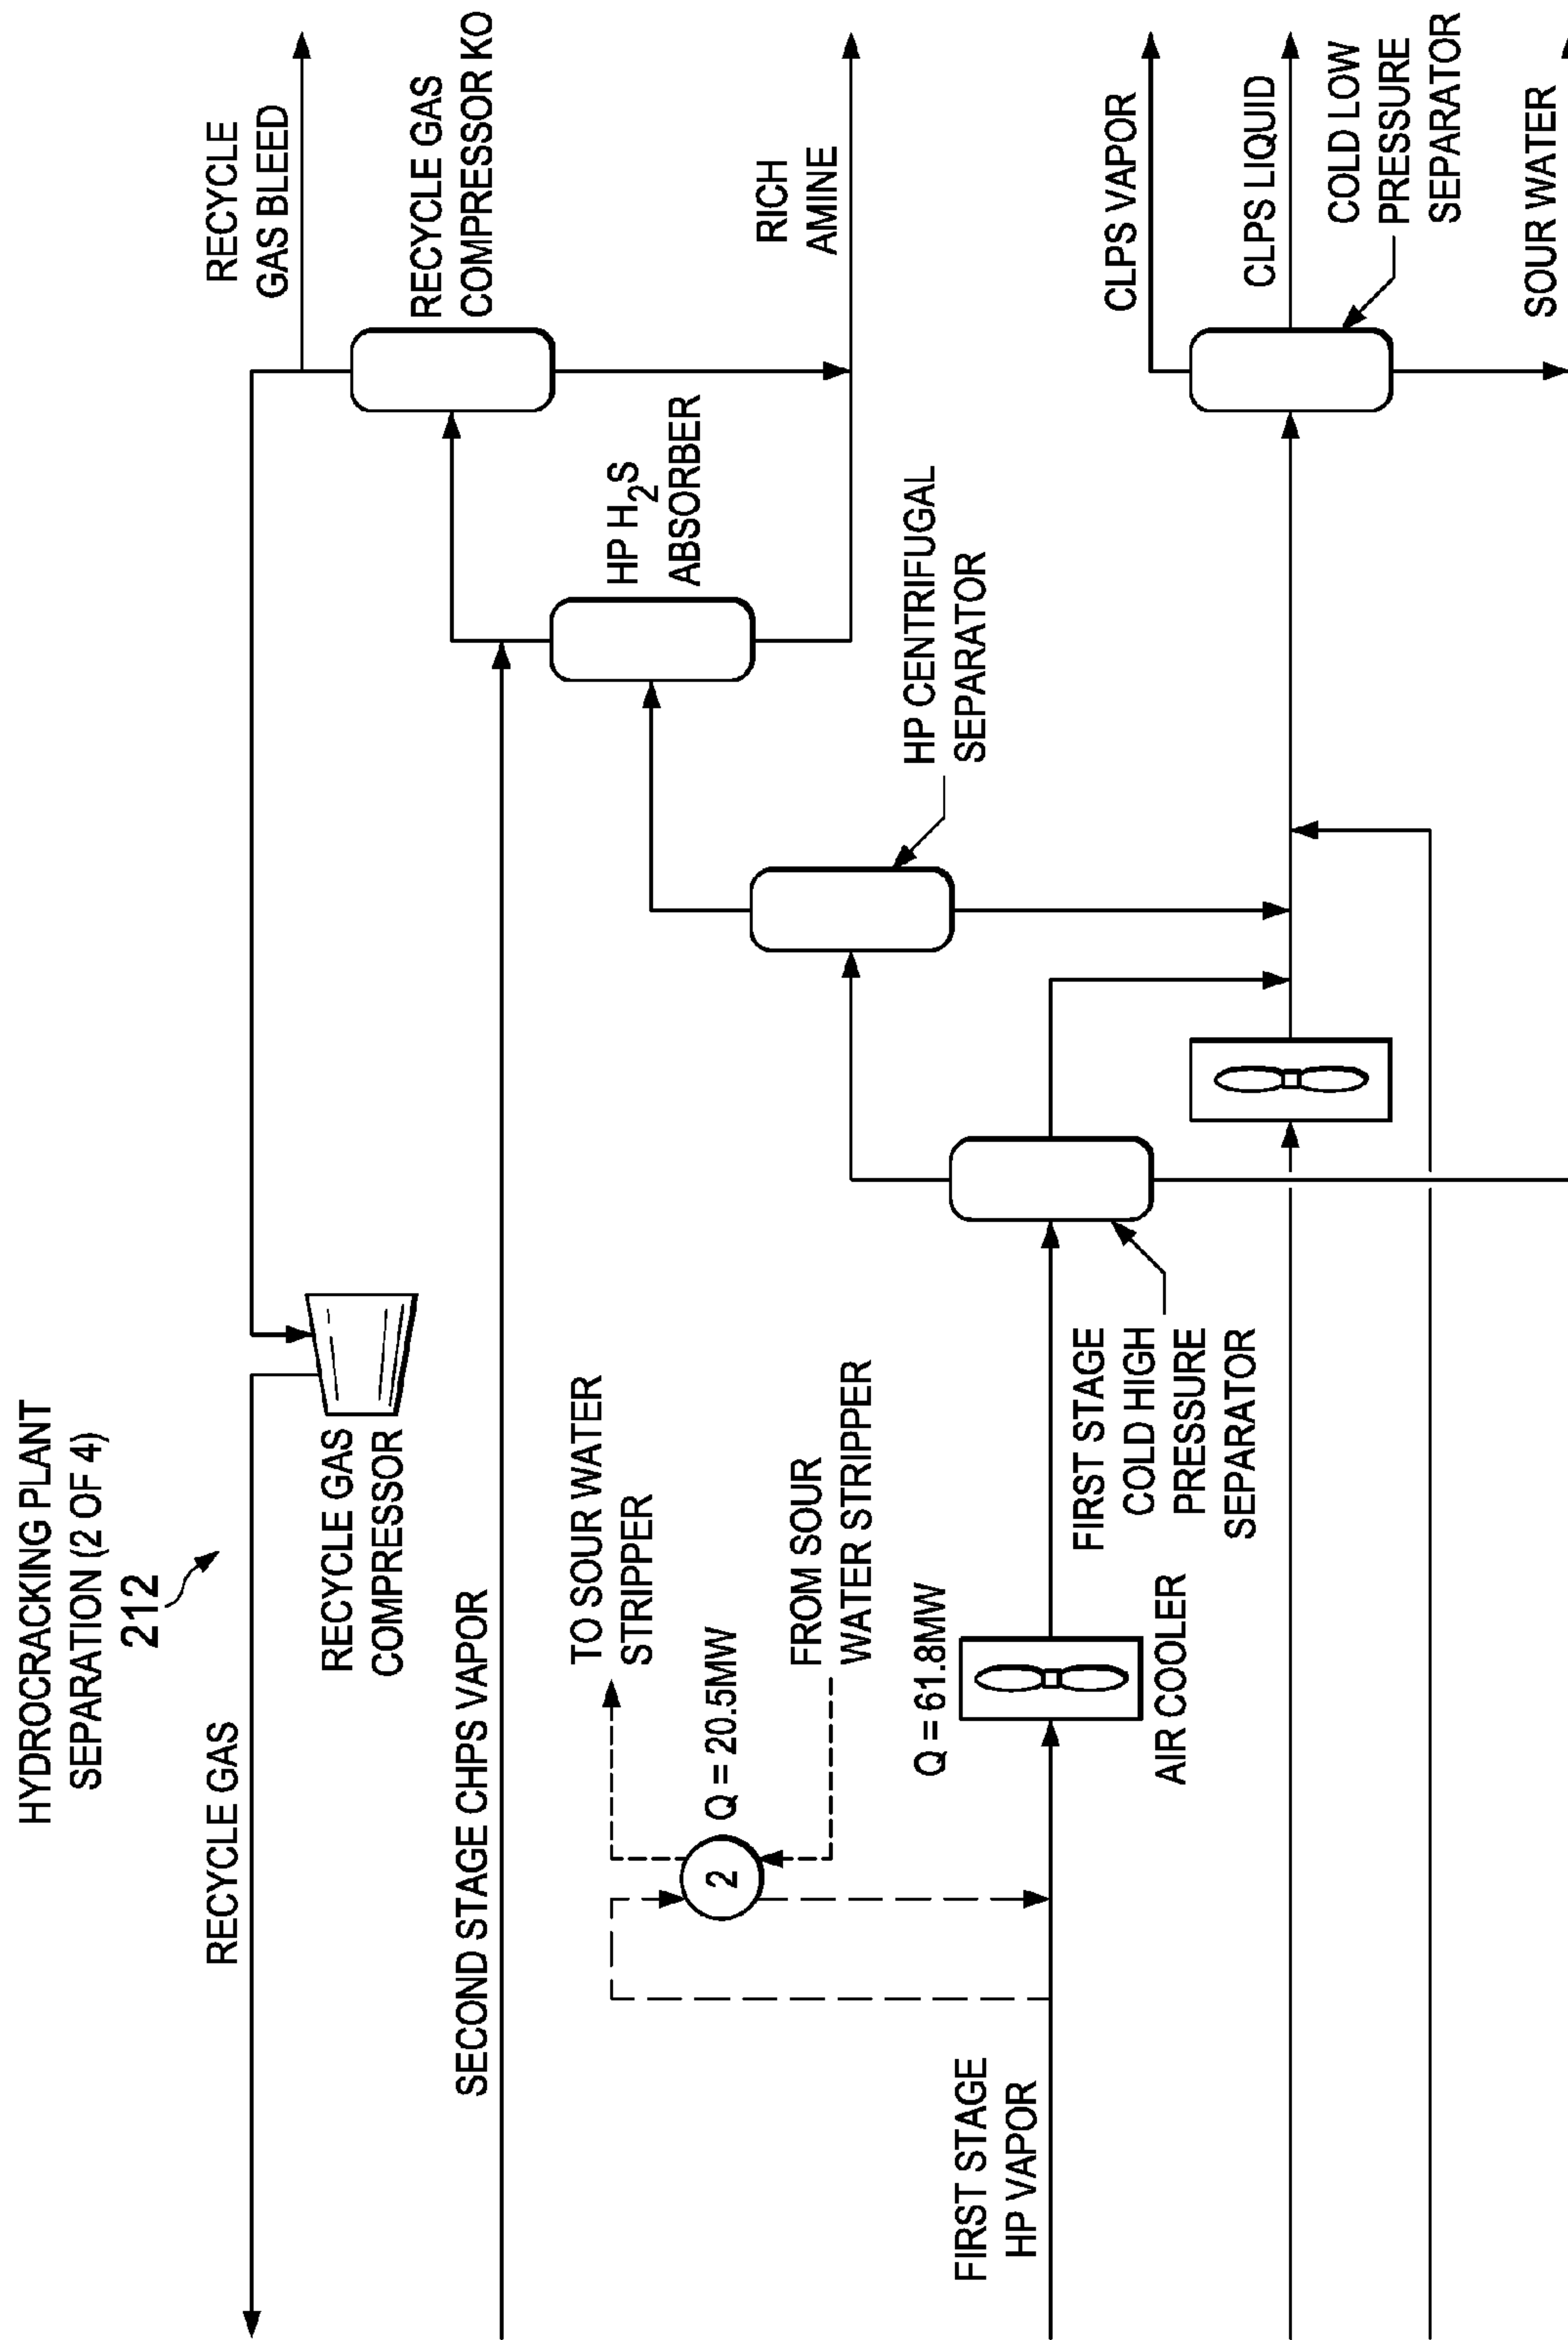 HYDROCRACKING PLANT
SEPARATION (2 OF 4)
212
RECYCLE GAS
RECYCLE GAS
COMPRESSOR
RECYCLE
GAS BLEED
RECYCLE GAS
COMPRESSOR KO
SECOND STAGE CHPS VAPOR
HP H2S
ABSORBER
TO SOUR WATER
STRIPPER
2
Q = 20.5MW
FROM SOUR
WATER STRIPPER
RICH
AMINE
HP CENTRIFUGAL
SEPARATOR
FIRST STAGE
HP VAPOR
Q = 61.8MW
AIR COOLER
FIRST STAGE
COLD HIGH
PRESSURE
SEPARATOR
CLPS VAPOR
CLPS LIQUID
COLD LOW
PRESSURE
SEPARATOR
SOUR WATER